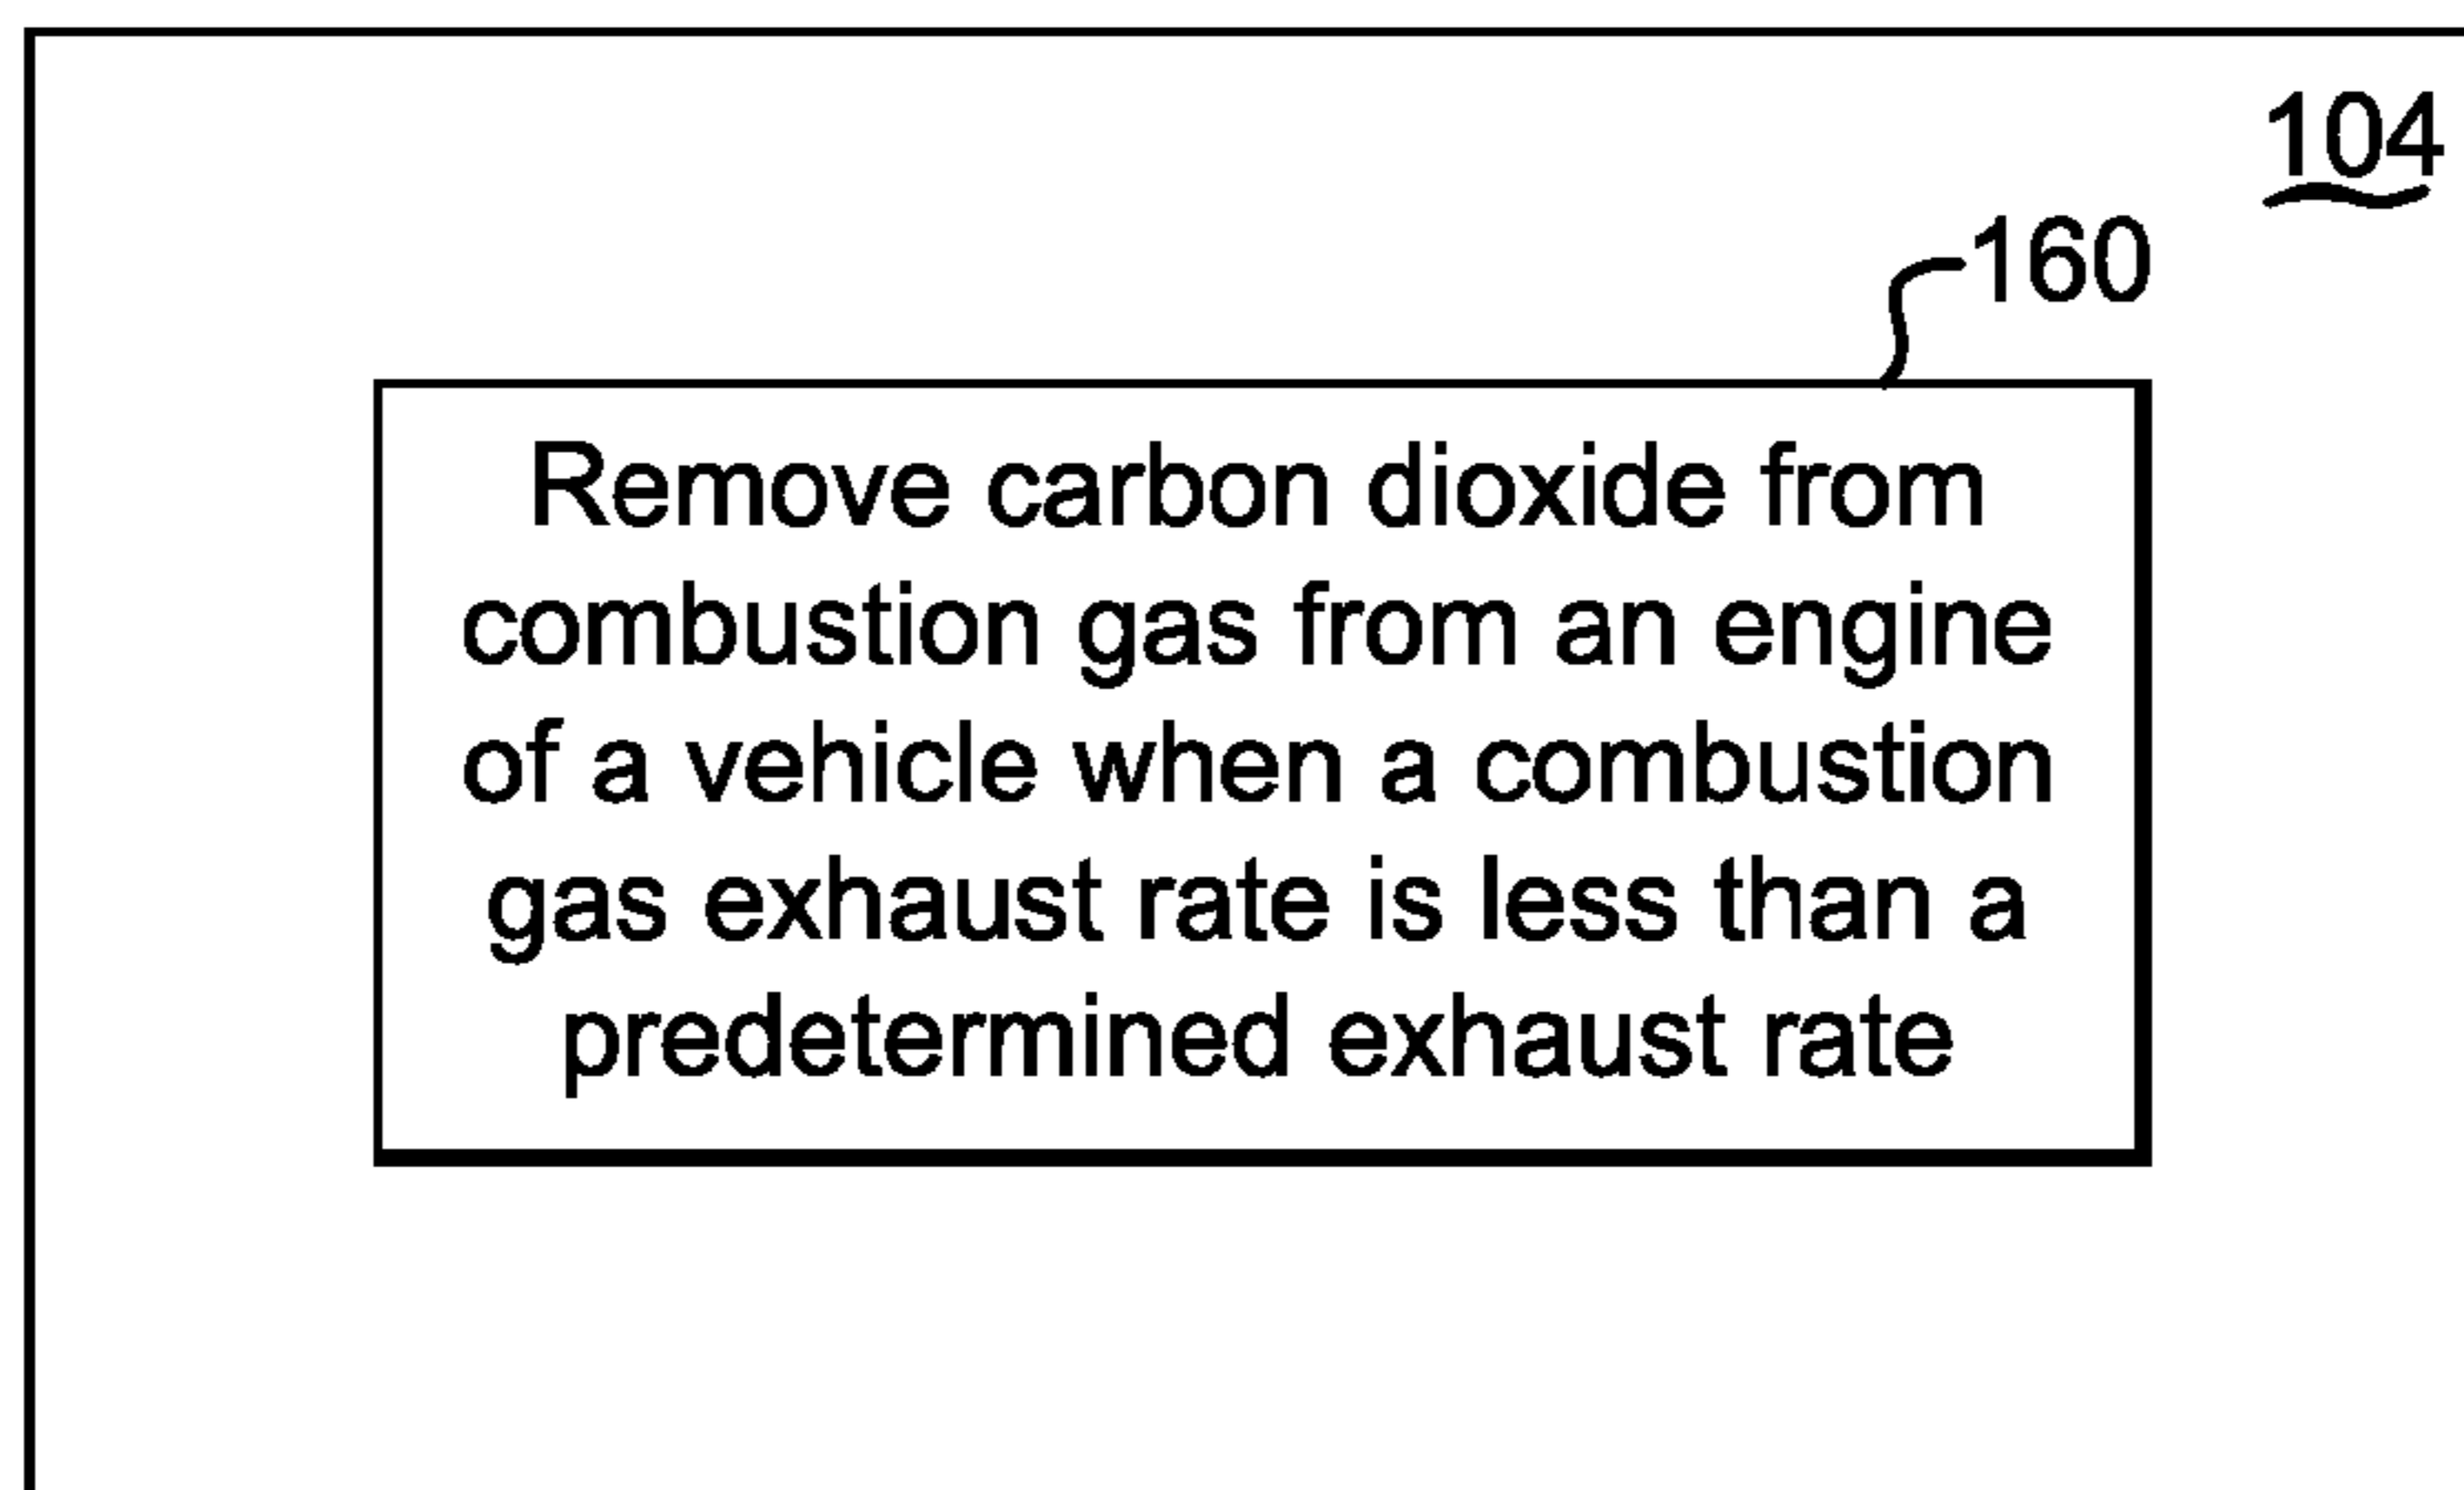 104
160
Remove carbon dioxide from
combustion gas from an engine
of a vehicle when a combustion
gas exhaust rate is less than a
predetermined exhaust rate